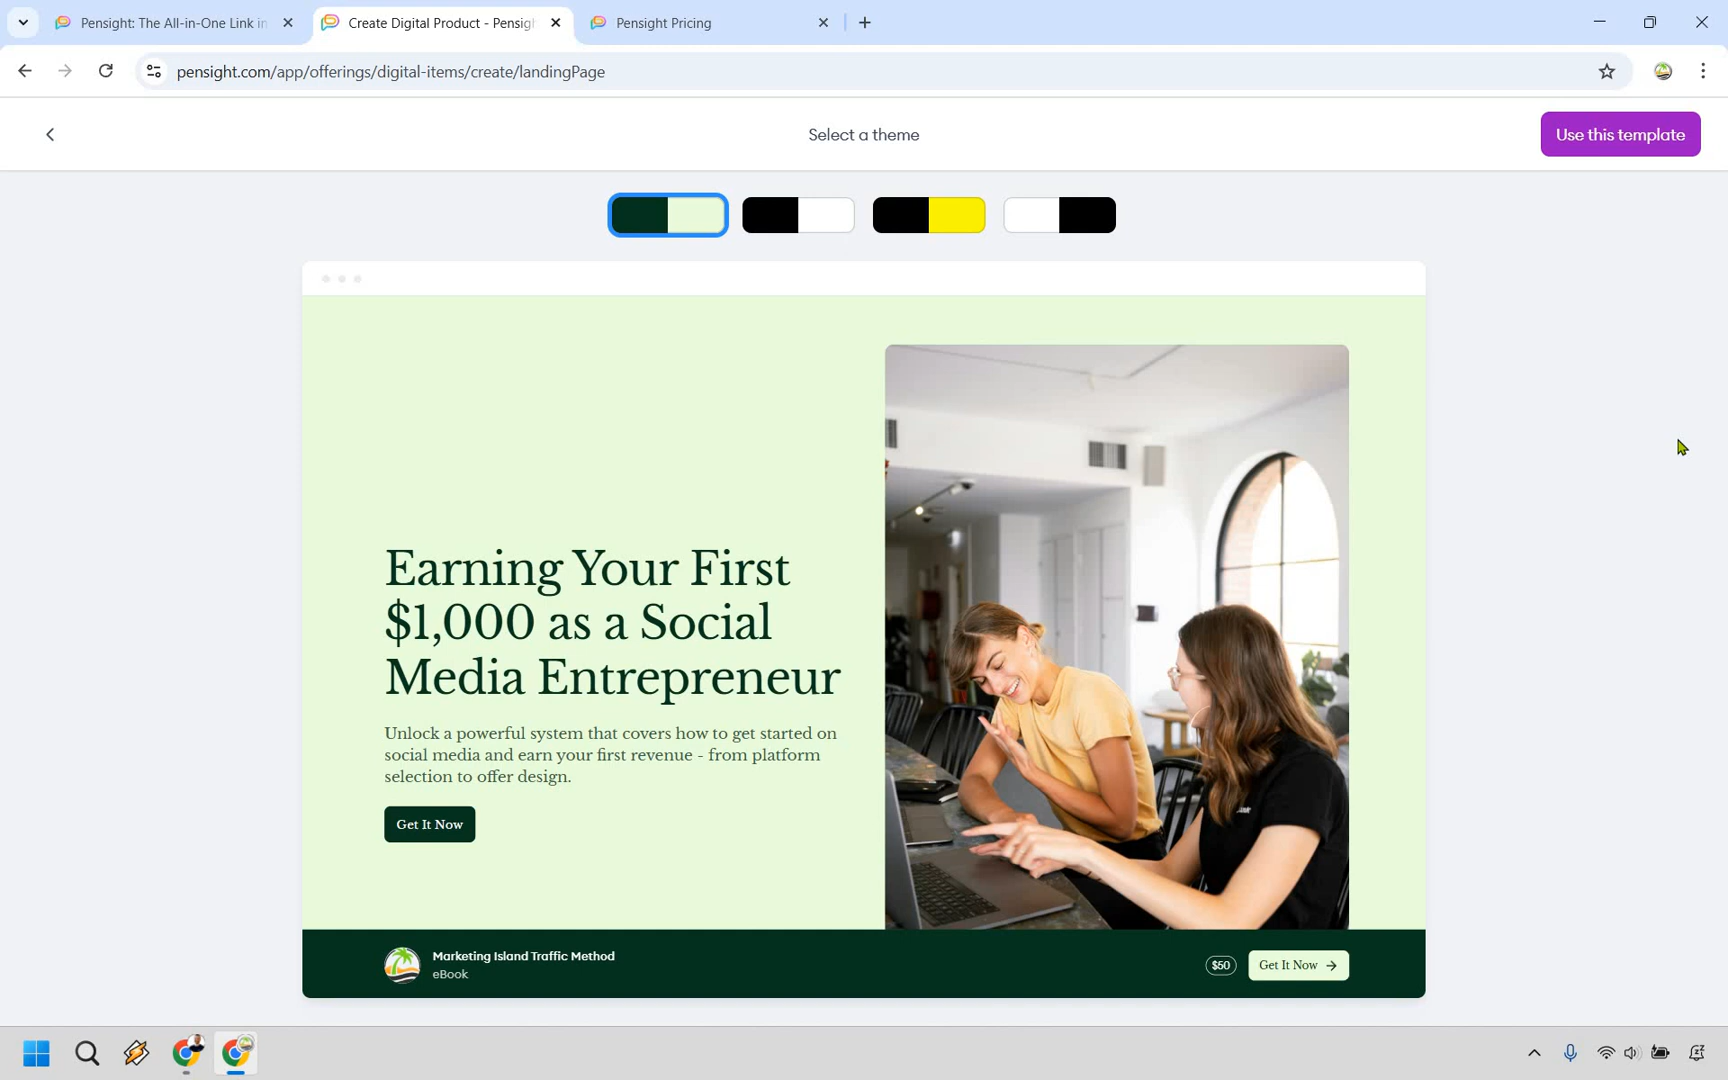 Pensight: The All-in-One Link in
Create Digital Product - Pensigh
Pensight Pricing
pensight.com/app/offerings/digital-items/create/landingPage
Select a theme
Use this template
Earning Your First
$1,000 as a Social
Media Entrepreneur
Unlock a powerful system that covers how to get started on
social media and earn your first revenue - from platform
selection to offer design.
Get It Now
Marketing Island Traffic Method
eBook
$50
Get It Now